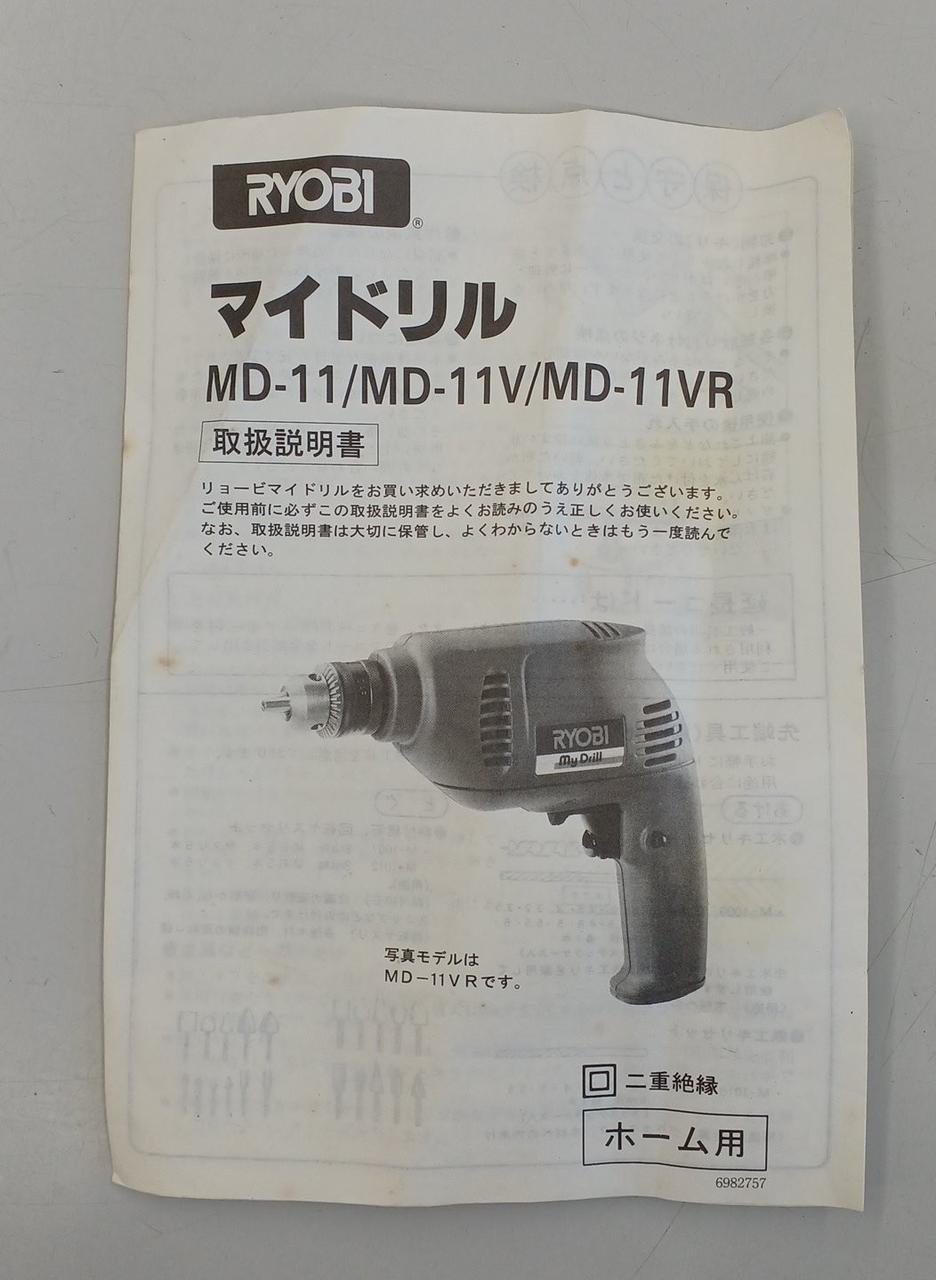 RYOBI®
マイドリル
MD-11/MD-11V/MD-11VR
取扱説明書
リョービマイドリルをお買い求めいただきましてありがとうございます。
ご使用前に必ずこの取扱説明書をよくお読みのうえ正しくお使いください。
なお、取扱説明書は大切に保管し、よくわからないときはもう一度読んで
ください。
RYOBI
My Drill
写真モデルは
MD-11VRです。
二重絶縁
ホーム用
6982757